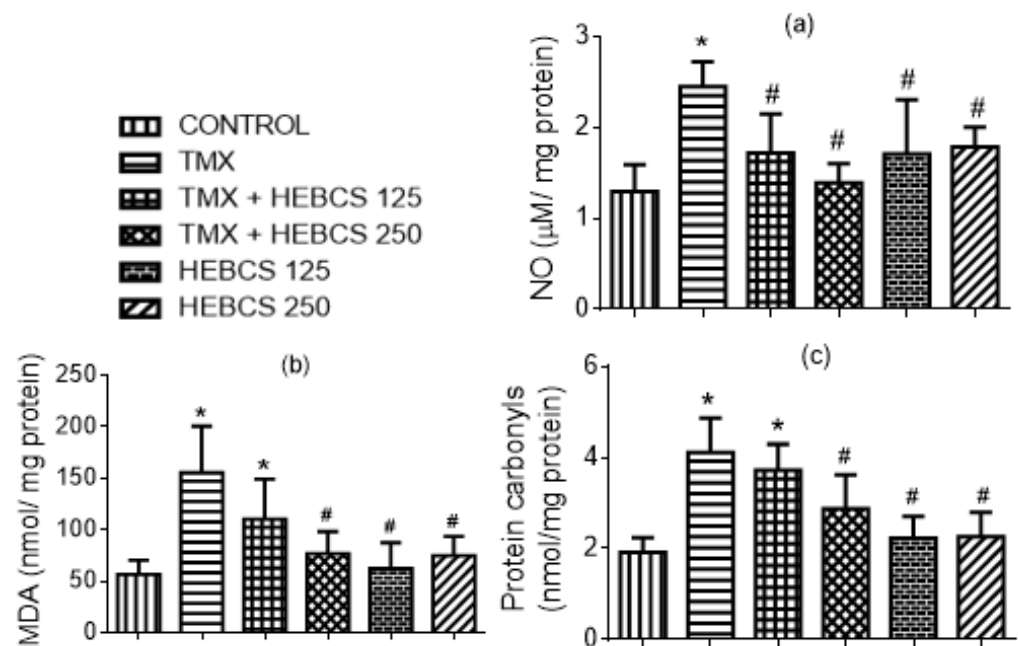 CONTROL
TMX
TMX + HEBCS 125
TMX + HEBCS 250
HEBCS 125
HEBCS 250
(a)
NO (μM/ mg protein)
3
2
1
0
*
#
#
#
#
(b)
MDA (nmol/ mg protein)
250
200
150
100
50
0
*
*
#
#
#
(c)
Protein carbonyls
(nmol/mg protein)
6
4
2
0
*
*
#
#
#